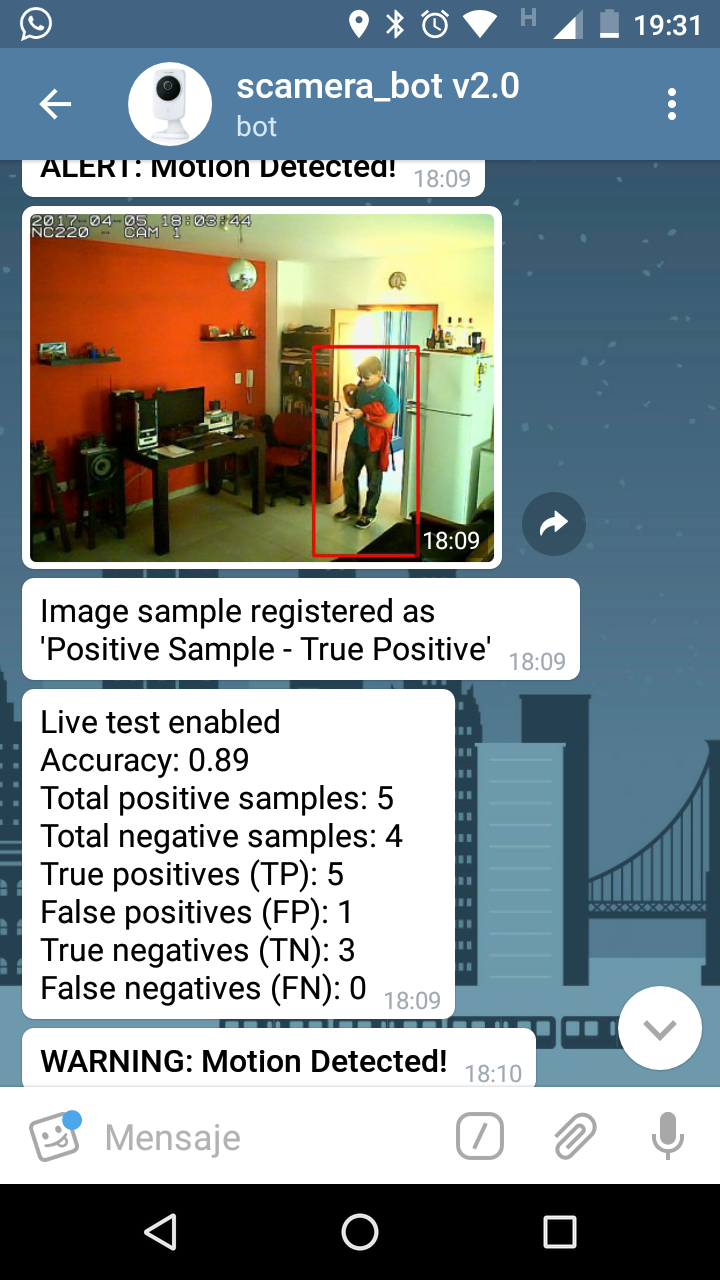 H
19:31
scamera_bot v2.0
bot
ALERT: Motion Detected!
18:09
2017-04-05 18:03:44
NC220 - CAM 1
18:09
Image sample registered as
'Positive Sample - True Positive'
18:09
Live test enabled
Accuracy: 0.89
Total positive samples: 5
Total negative samples: 4
True positives (TP): 5
False positives (FP): 1
True negatives (TN): 3
False negatives (FN): 0
18:09
WARNING: Motion Detected!
18:10
Mensaje